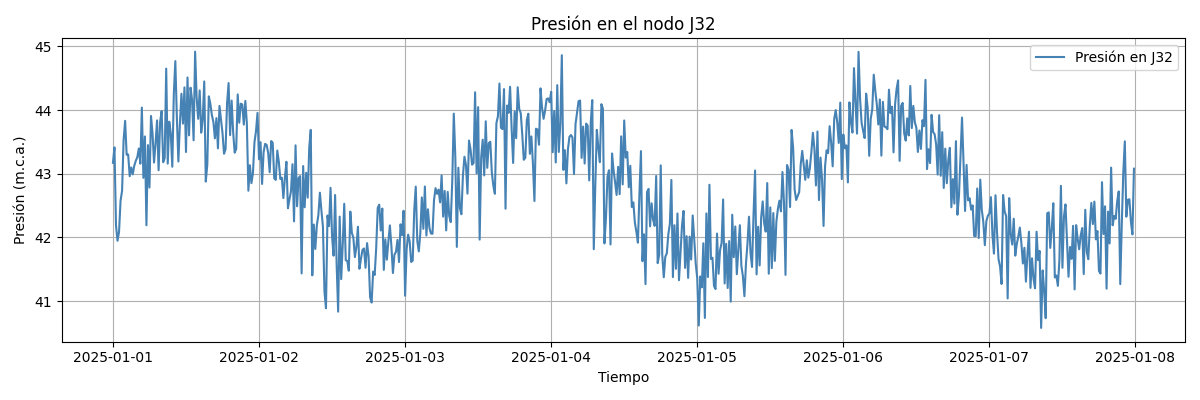 Presión en el nodo J32
Presión en J32
Presión (m.c.a.)
45
44
43
42
41
2025-01-01 2025-01-02 2025-01-03 2025-01-04 2025-01-05 2025-01-06 2025-01-07 2025-01-08
Tiempo